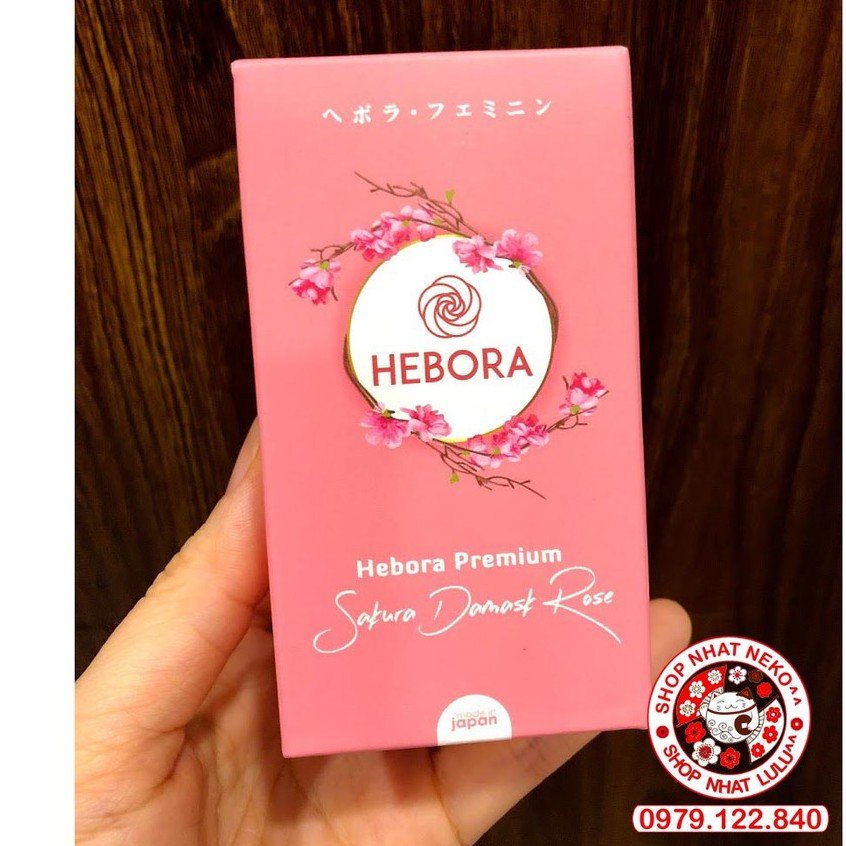 ヘボラ・フェミニン
HEBORA
Hebora Premium
Sakura Damask Rose
made in
japan
SHOP NHAT NEKO^^
SHOP NHAT LULU^^
0979.122.840